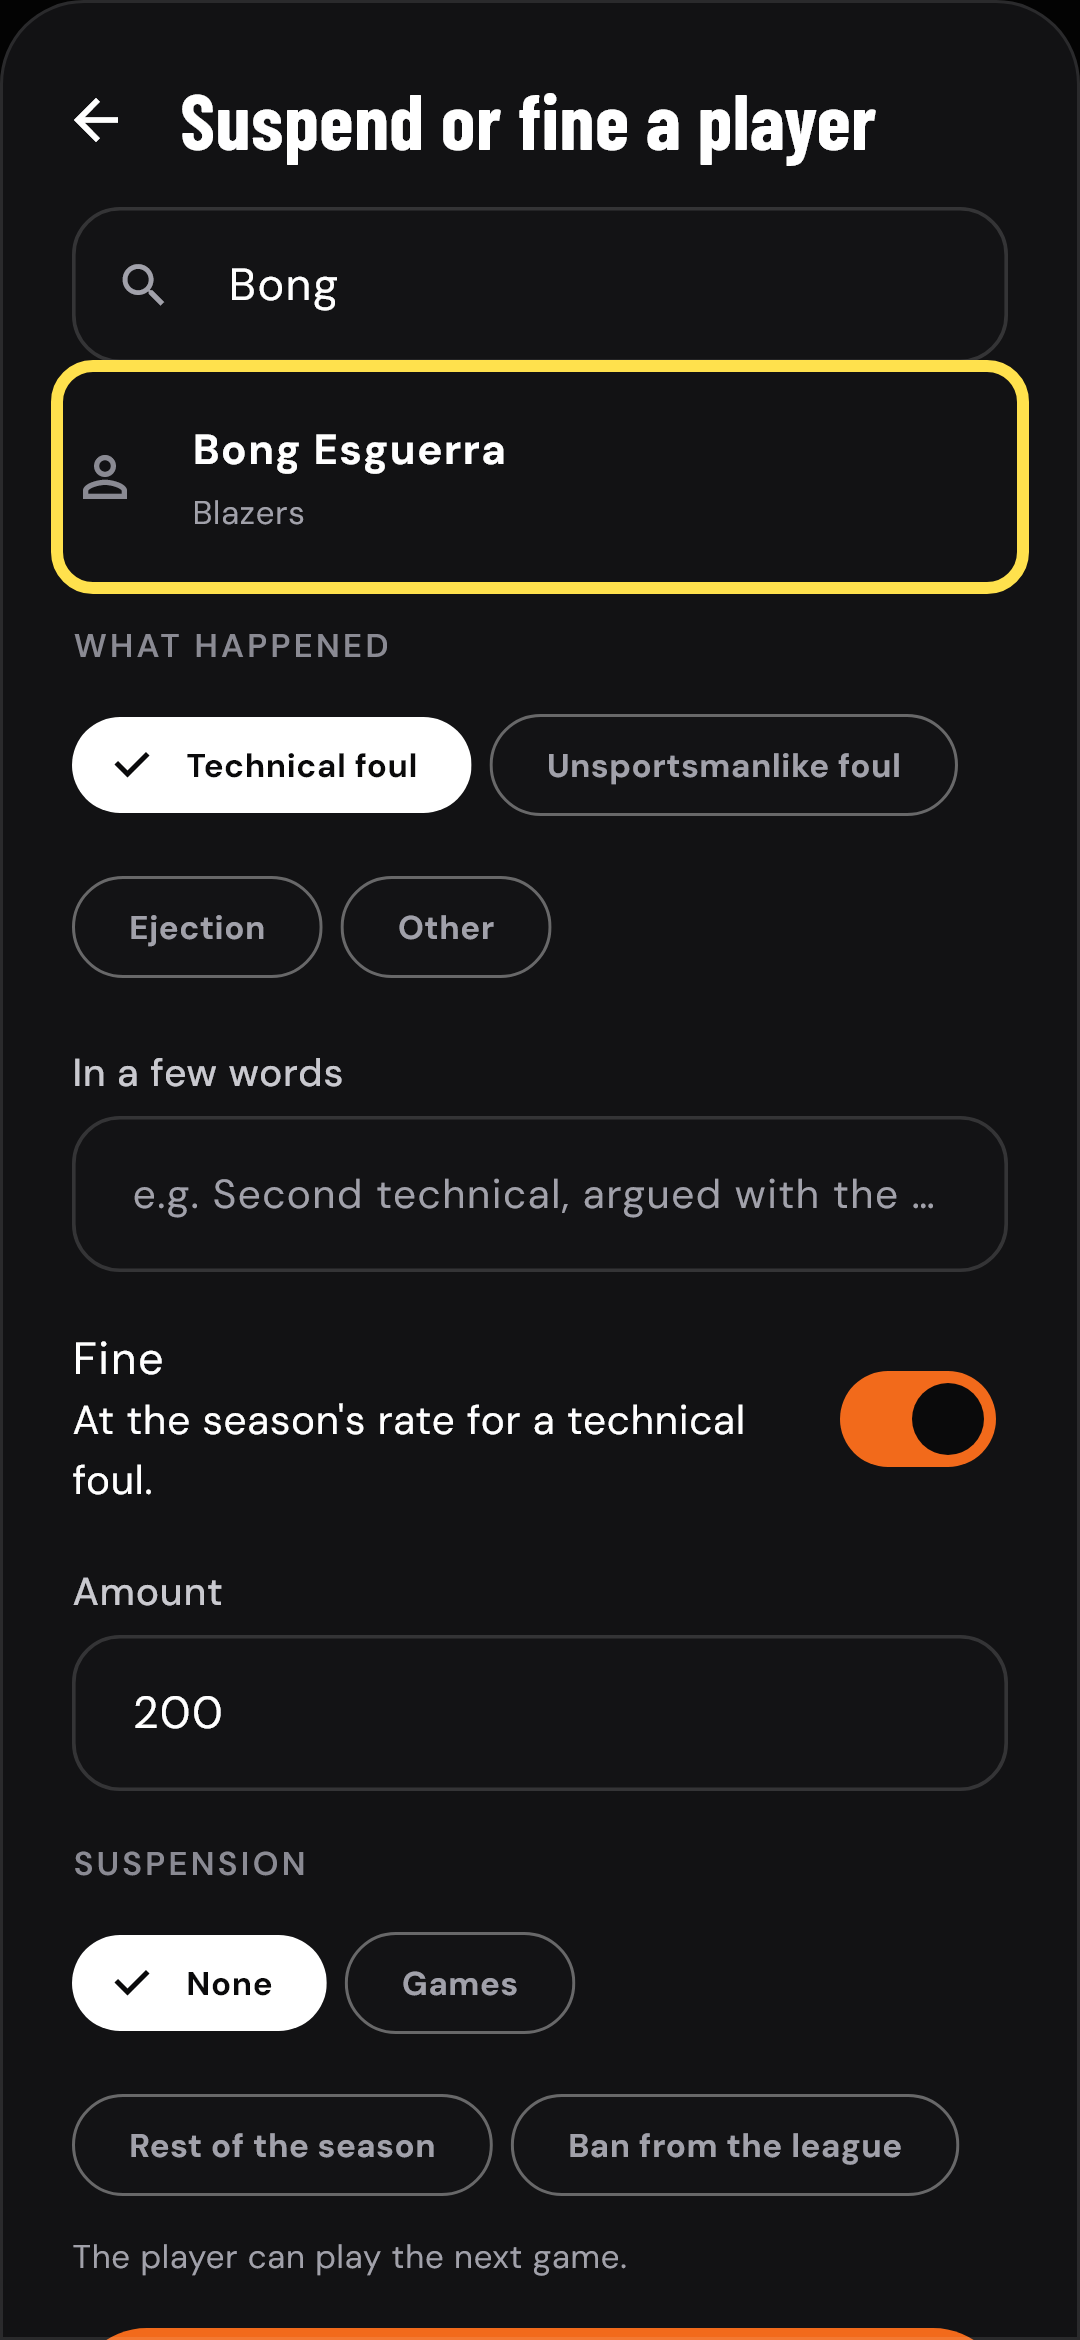 Suspend or fine a player
Bong
Bong Esguerra
Blazers
WHAT HAPPENED
Technical foul
Unsportsmanlike foul
Ejection
Other
In a few words
e.g. Second technical, argued with the ...
Fine
At the season's rate for a technical
foul.
Amount
200
SUSPENSION
None
Games
Rest of the season
Ban from the league
The player can play the next game.